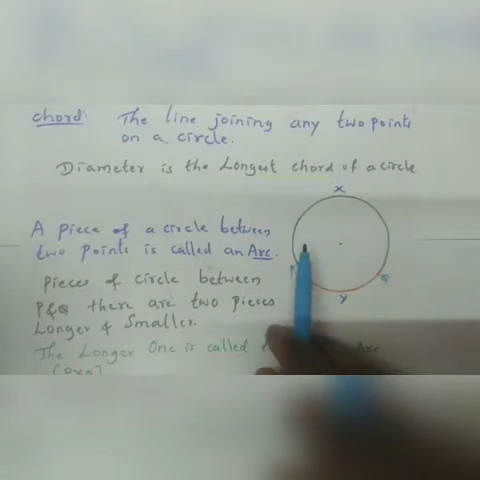 chord: The line joining any two points
on a circle.
Diameter is the Longest chord of a circle
X
A piece of a circle between
two points is called an Arc.
P
Q
Pieces of circle between
P&Q there are two pieces
Y
Longer & Smaller.
The Longer One is called Arc